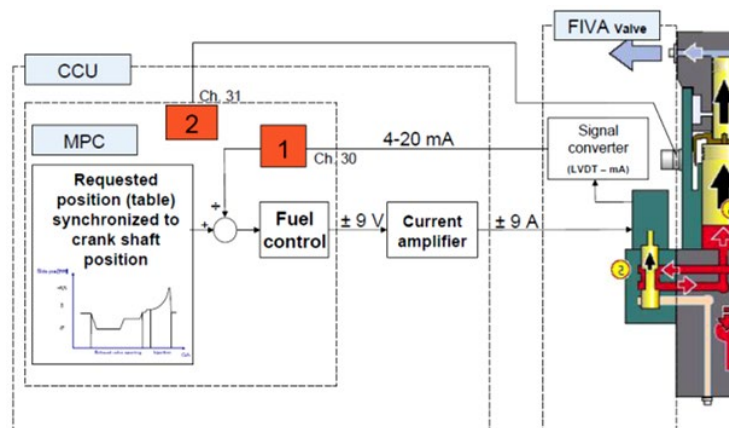 FIVA Valve
CCU
Ch. 31
2
MPC
1
Ch. 30
4-20 mA
Signal
converter
(LVDT – mA)
Requested
position (table)
synchronized to
crank shaft
position
÷
+
Fuel
control
± 9 V
Current
amplifier
± 9 A
2